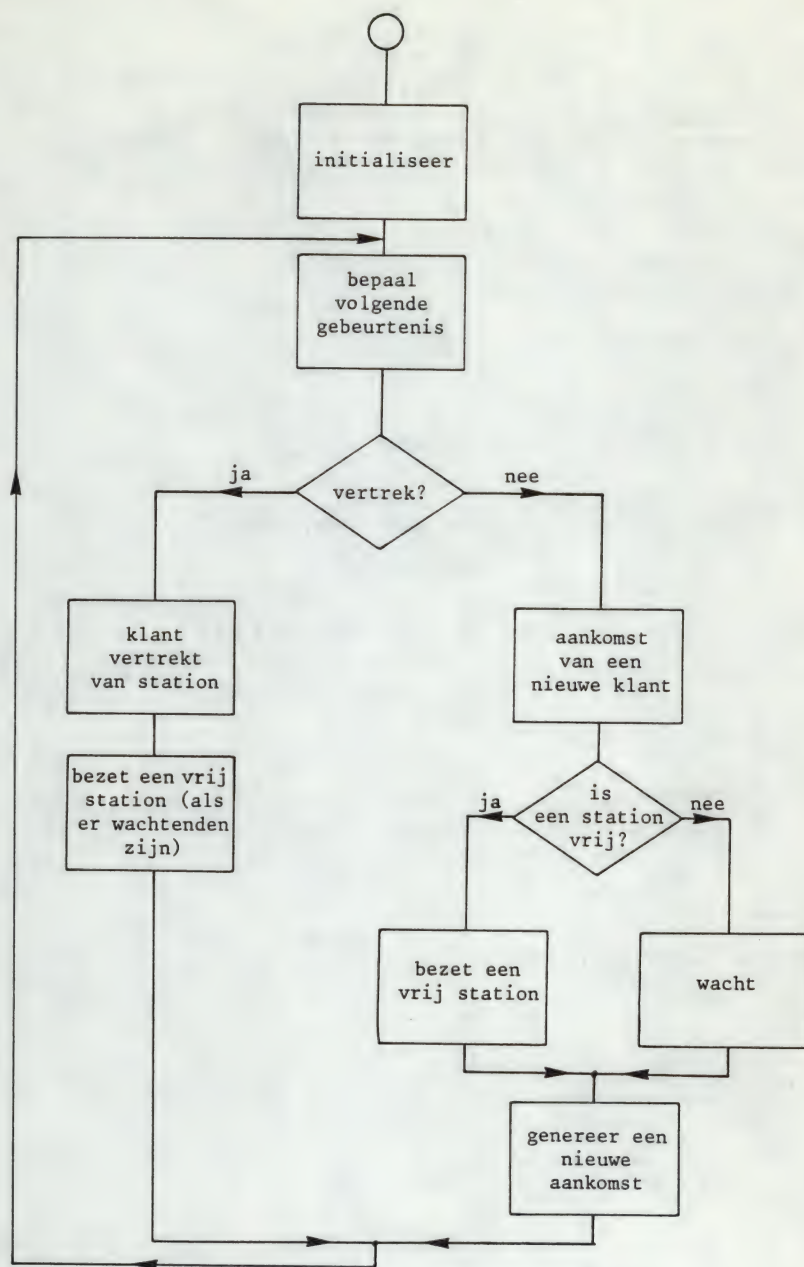 initialiseer
bepaal
volgende
gebeurtenis
ja
vertrek?
nee
klant
vertrekt
van station
aankomst
van een
nieuwe klant
bezet een vrij
station (als
er wachtenden
zijn)
ja
is
een station
vrij?
nee
bezet een
vrij station
wacht
genereer een
nieuwe
aankomst